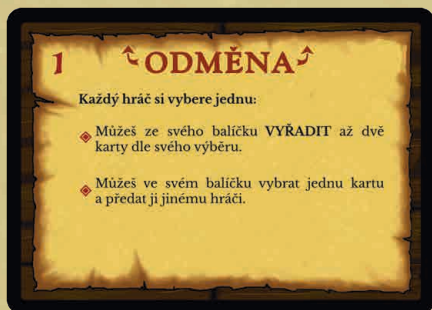 1
ODMĚNA
Každý hráč si vybere jednu:
Můžeš ze svého balíčku VYŘADIT až dvě
karty dle svého výběru.
Můžeš ve svém balíčku vybrat jednu kartu
a předat ji jinému hráči.